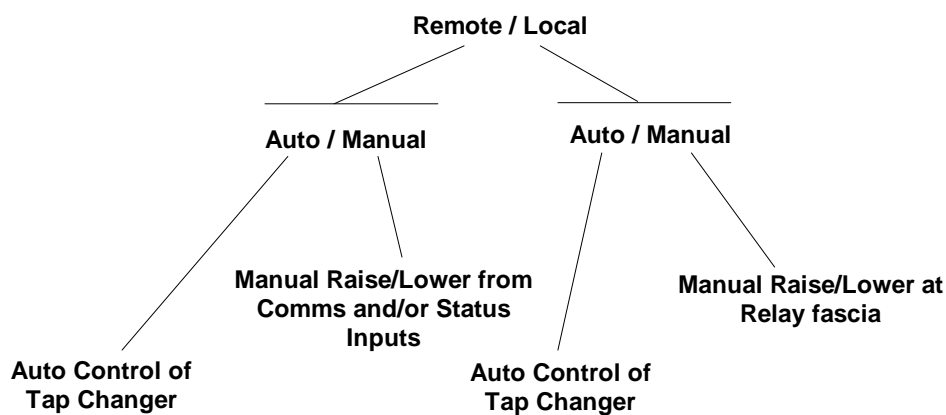 Remote / Local
Auto / Manual
Auto / Manual
Manual Raise/Lower from
Comms and/or Status
Inputs
Manual Raise/Lower at
Relay fascia
Auto Control of
Tap Changer
Auto Control of
Tap Changer